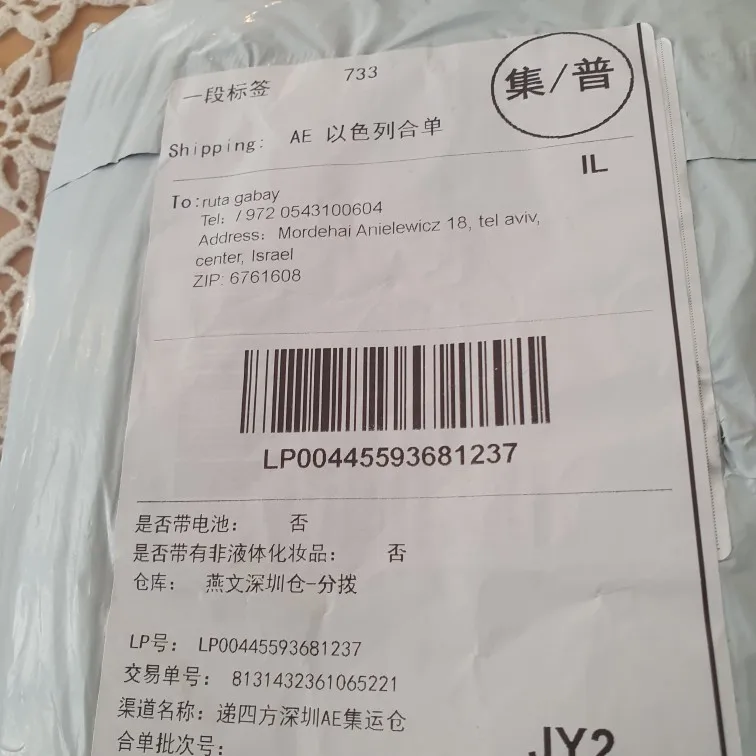 一段标签 733 集/普
Shipping: AE 以色列合单
IL
To:ruta gabay
Tel: / 972 0543100604
Address: Mordehai Anielewicz 18, tel aviv,
center, Israel
ZIP: 6761608
LP00445593681237
是否带电池： 否
是否带有非液体化妆品： 否
仓库： 燕文深圳仓-分拨
LP号： LP00445593681237
交易单号： 8131432361065221
渠道名称：递四方深圳AE集运仓
合单批次号：
JY2